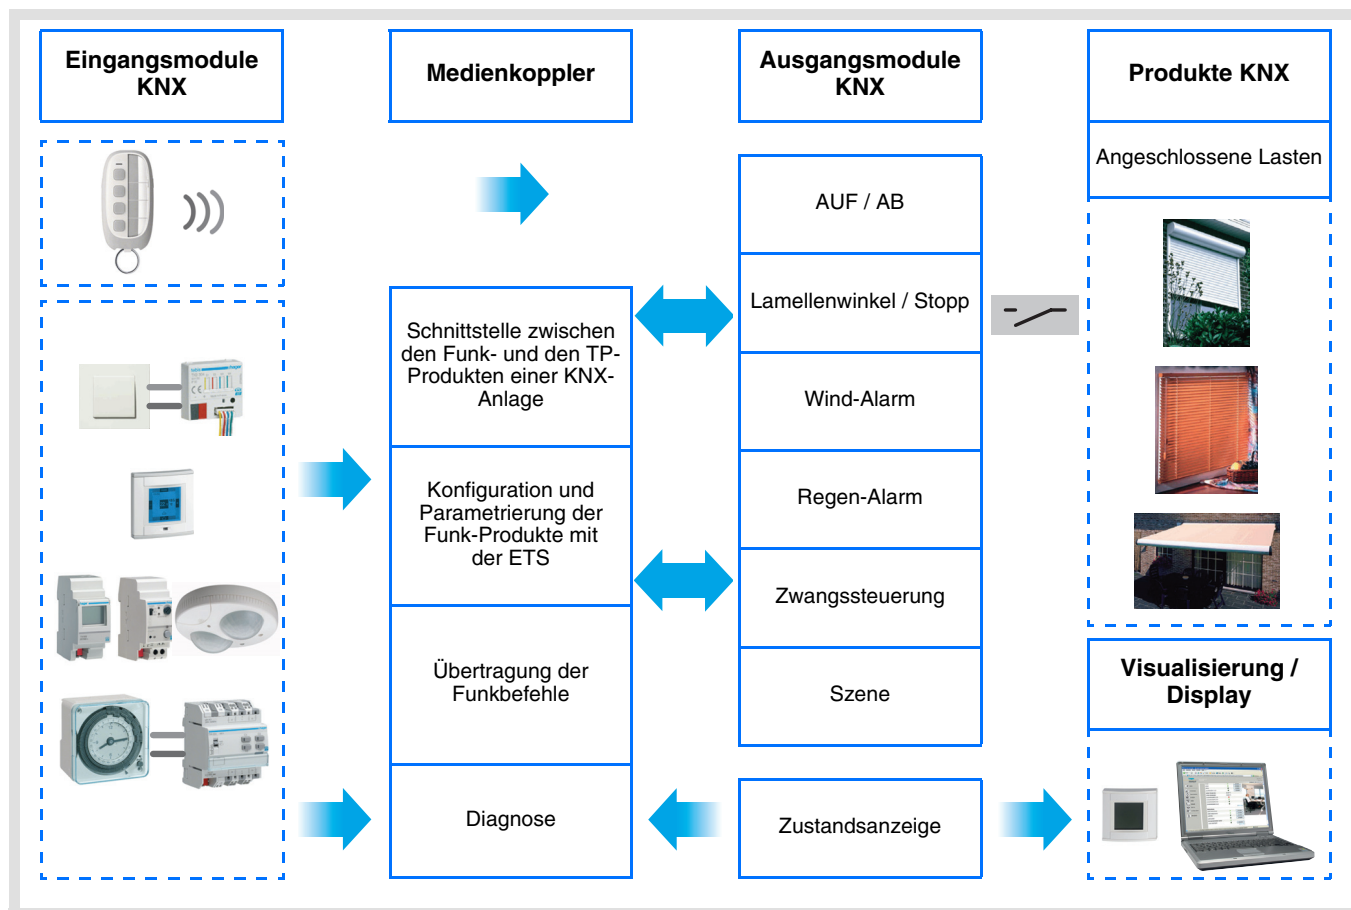 Eingangsmodule
KNX
Medienkoppler
Ausgangsmodule
KNX
Produkte KNX
Angeschlossene Lasten
AUF / AB
Lamellenwinkel / Stopp
Wind-Alarm
Regen-Alarm
Zwangssteuerung
Szene
Schnittstelle zwischen
den Funk- und den TP-
Produkten einer KNX-
Anlage
Konfiguration und
Parametrierung der
Funk-Produkte mit
der ETS
Übertragung der
Funkbefehle
Diagnose
Zustandsanzeige
Visualisierung /
Display